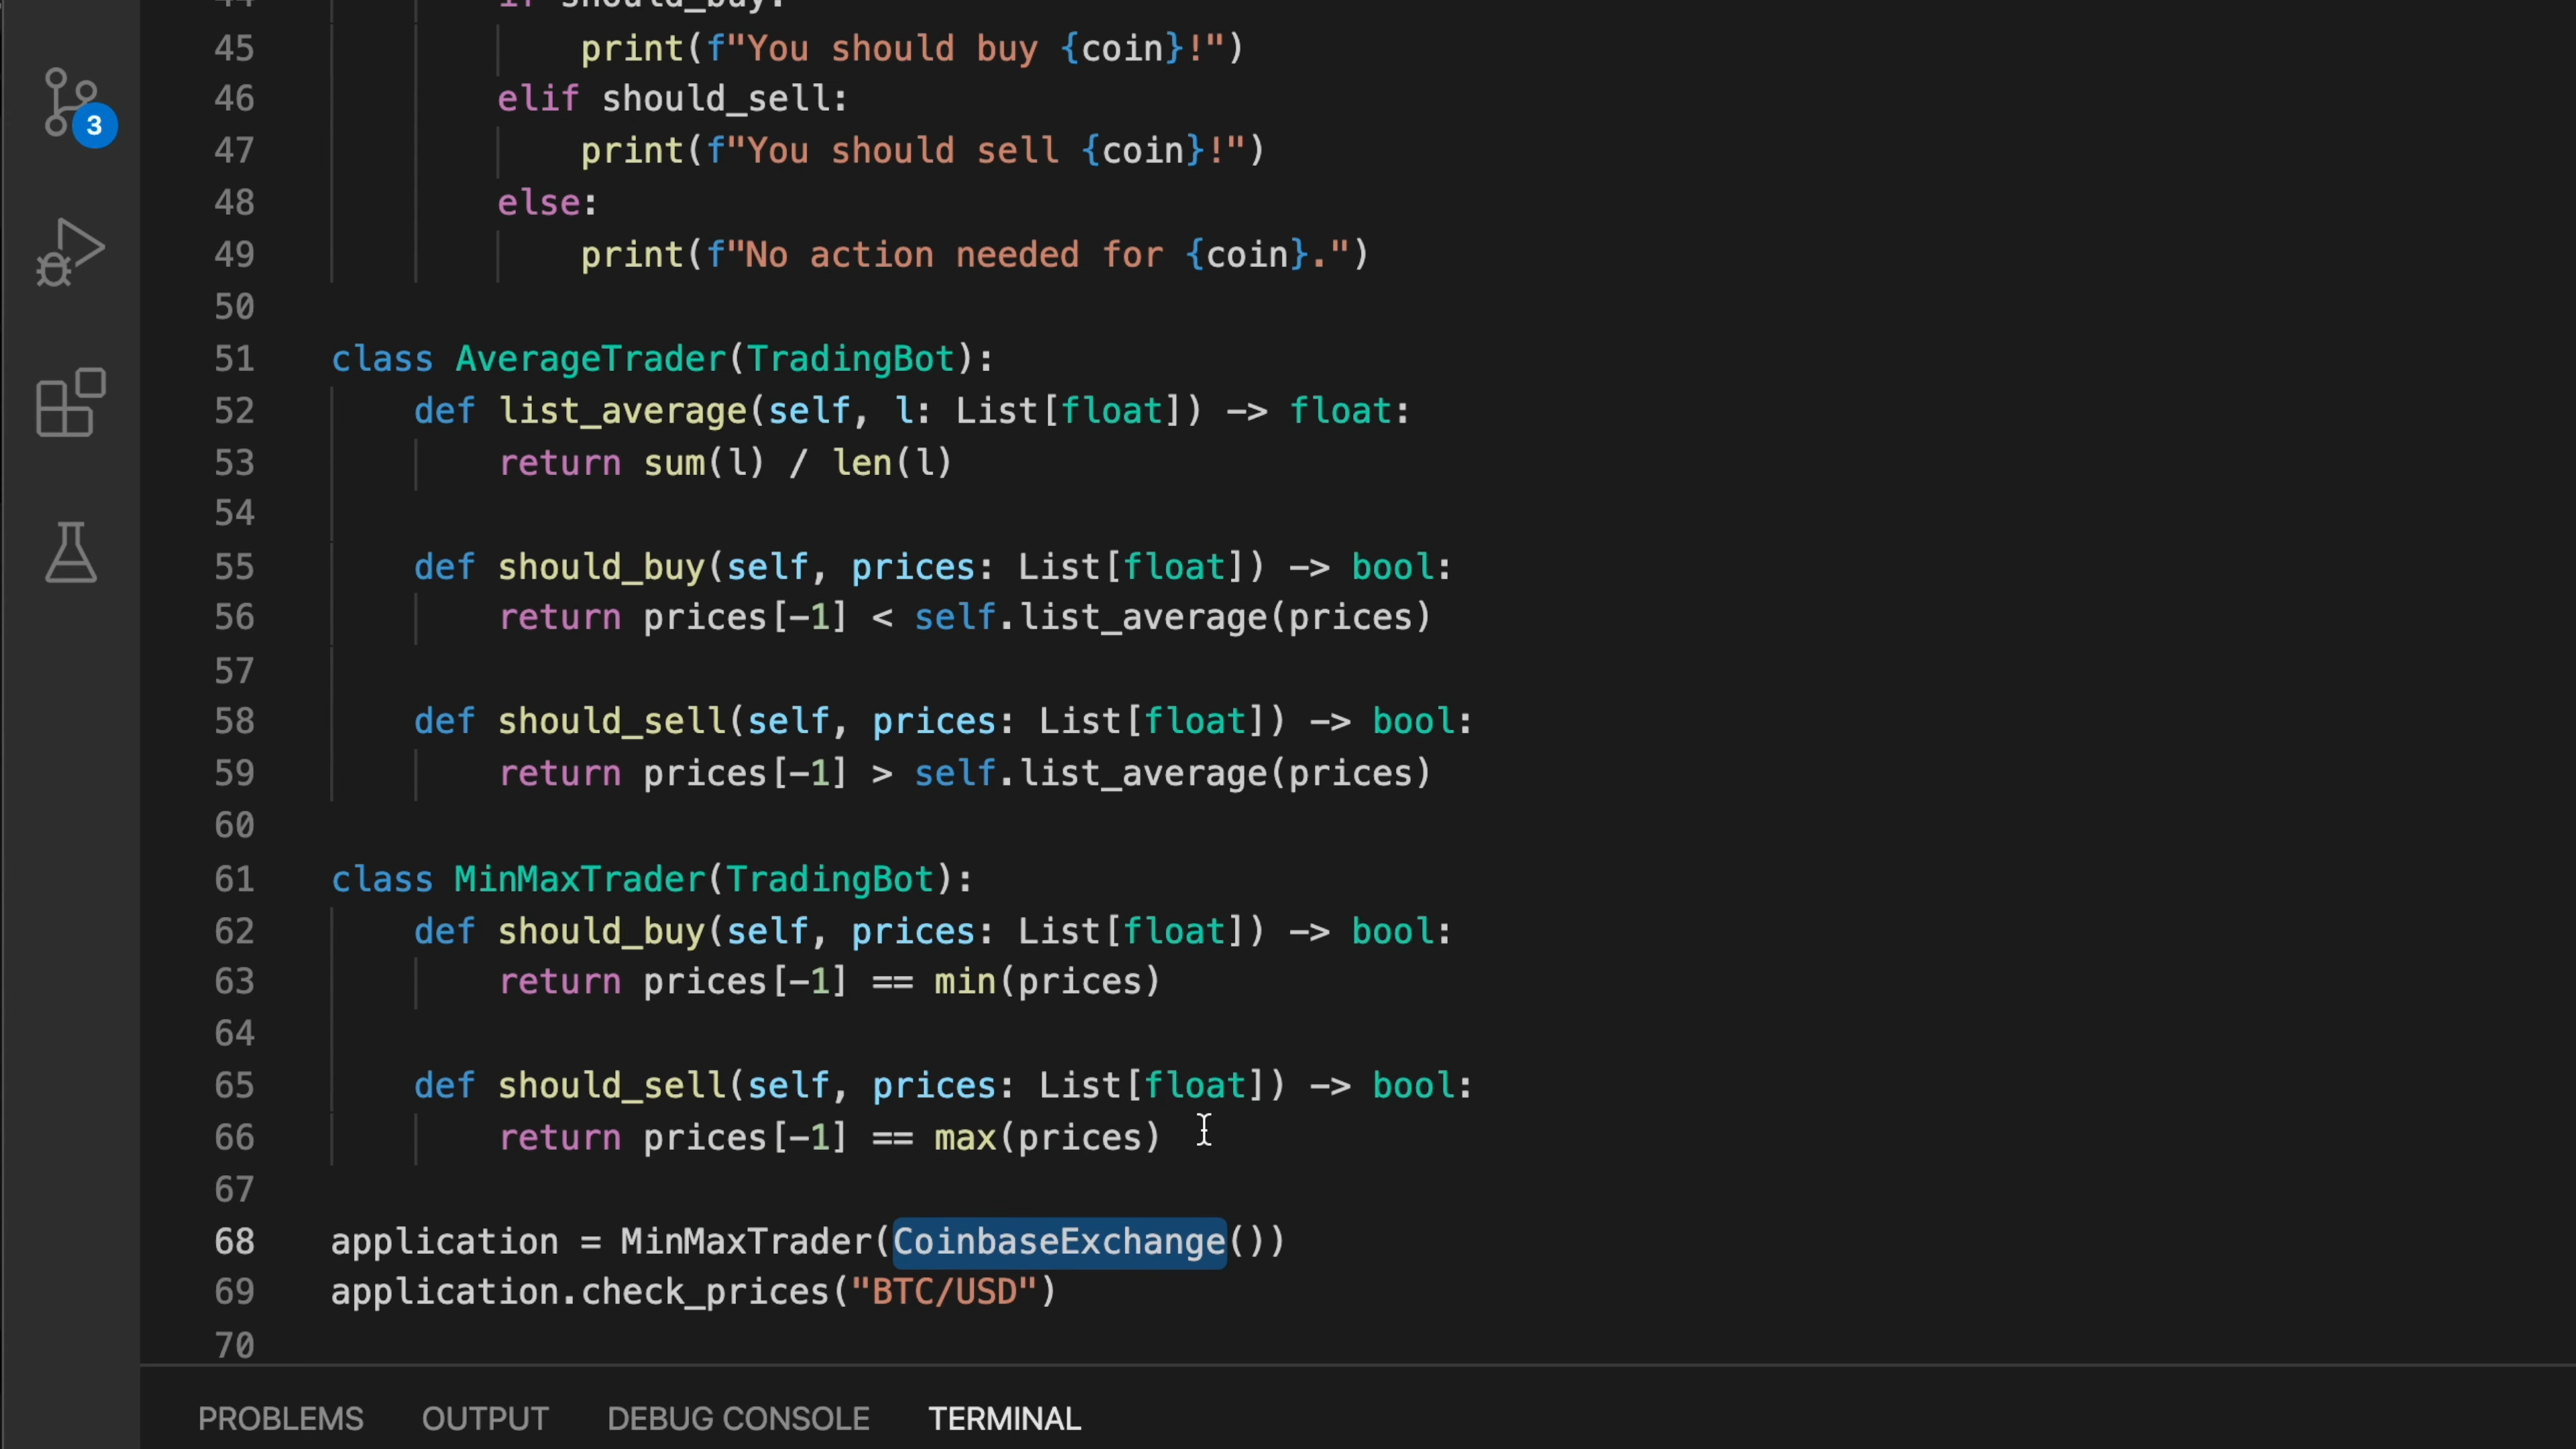 44 if should_buy:
45 print(f"You should buy {coin}!")
3
46 elif should_sell:
47 print(f"You should sell {coin}!")
48 else:
49 print(f"No action needed for {coin}.")
50
51 class AverageTrader(TradingBot):
52 def list_average(self, l: List[float]) -> float:
53 return sum(l) / len(l)
54
55 def should_buy(self, prices: List[float]) -> bool:
56 return prices[-1] < self.list_average(prices)
57
58 def should_sell(self, prices: List[float]) -> bool:
59 return prices[-1] > self.list_average(prices)
60
61 class MinMaxTrader(TradingBot):
62 def should_buy(self, prices: List[float]) -> bool:
63 return prices[-1] == min(prices)
64
65 def should_sell(self, prices: List[float]) -> bool:
66 return prices[-1] == max(prices)
67
68 application = MinMaxTrader(CoinbaseExchange())
69 application.check_prices("BTC/USD")
70
PROBLEMS OUTPUT DEBUG CONSOLE TERMINAL